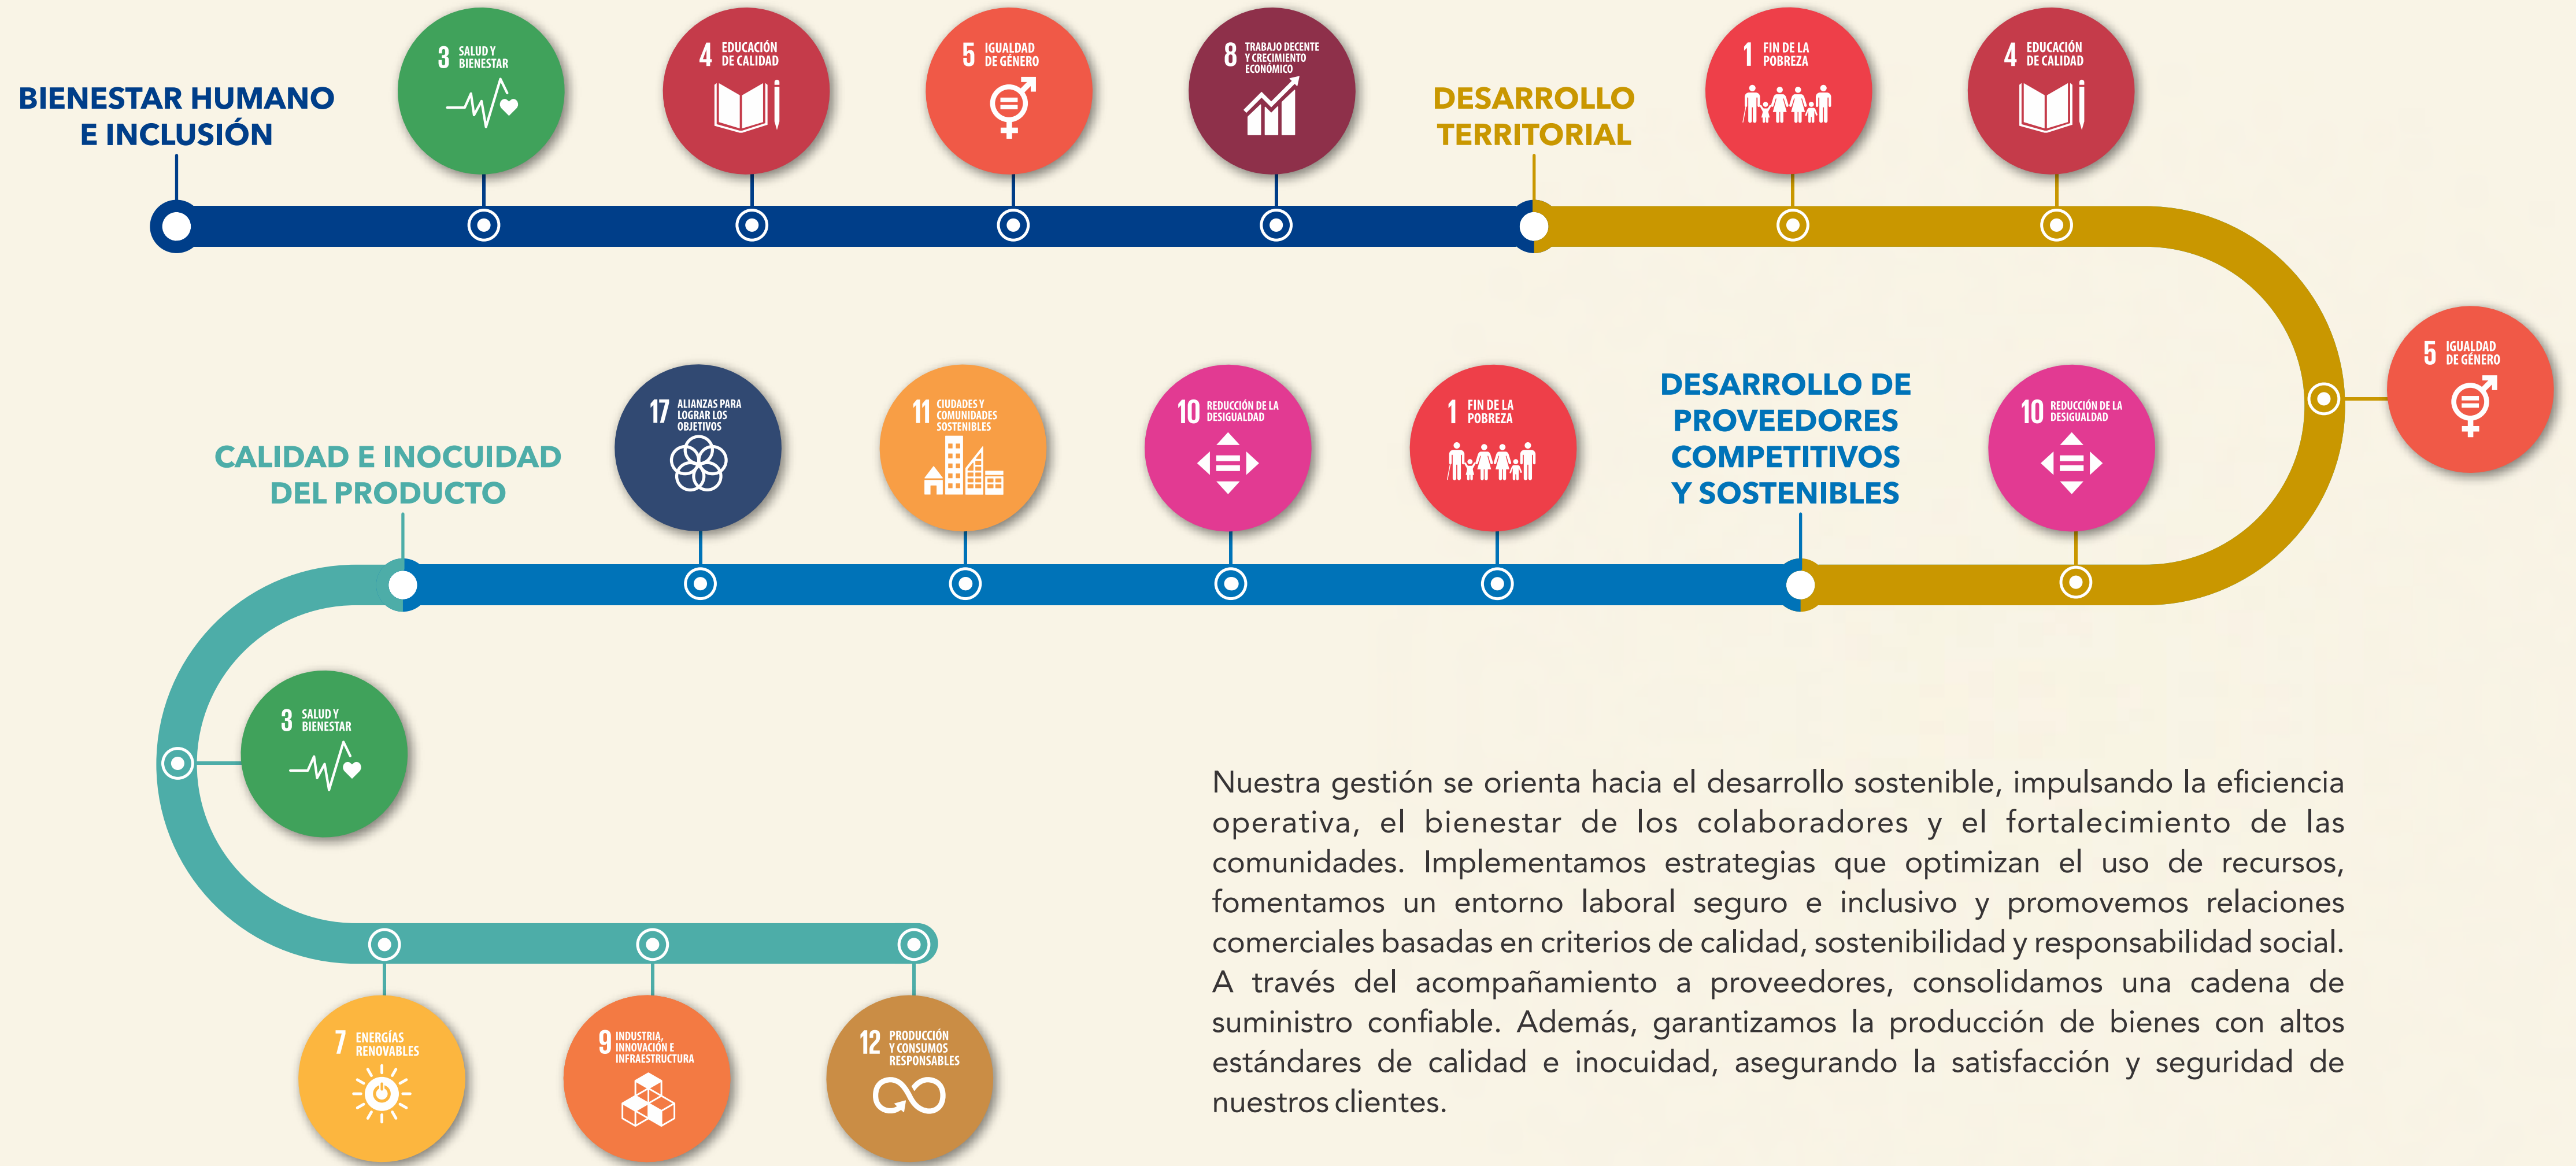 BIENESTAR HUMANO
E INCLUSIÓN
3 SALUD Y
BIENESTAR
4 EDUCACIÓN
DE CALIDAD
5 IGUALDAD
DE GÉNERO
8 TRABAJO DECENTE
Y CRECIMIENTO
ECONÓMICO
DESARROLLO
TERRITORIAL
1 FIN DE LA
POBREZA
4 EDUCACIÓN
DE CALIDAD
5 IGUALDAD
DE GÉNERO
10 REDUCCIÓN DE LA
DESIGUALDAD
DESARROLLO DE
PROVEEDORES
COMPETITIVOS
Y SOSTENIBLES
1 FIN DE LA
POBREZA
10 REDUCCIÓN DE LA
DESIGUALDAD
11 CIUDADES Y
COMUNIDADES
SOSTENIBLES
17 ALIANZAS PARA
LOGRAR LOS
OBJETIVOS
CALIDAD E INOCUIDAD
DEL PRODUCTO
3 SALUD Y
BIENESTAR
7 ENERGÍAS
RENOVABLES
9 INDUSTRIA,
INNOVACIÓN E
INFRAESTRUCTURA
12 PRODUCCIÓN
Y CONSUMOS
RESPONSABLES
Nuestra gestión se orienta hacia el desarrollo sostenible, impulsando la eficiencia
operativa, el bienestar de los colaboradores y el fortalecimiento de las
comunidades. Implementamos estrategias que optimizan el uso de recursos,
fomentamos un entorno laboral seguro e inclusivo y promovemos relaciones
comerciales basadas en criterios de calidad, sostenibilidad y responsabilidad social.
A través del acompañamiento a proveedores, consolidamos una cadena de
suministro confiable. Además, garantizamos la producción de bienes con altos
estándares de calidad e inocuidad, asegurando la satisfacción y seguridad de
nuestros clientes.